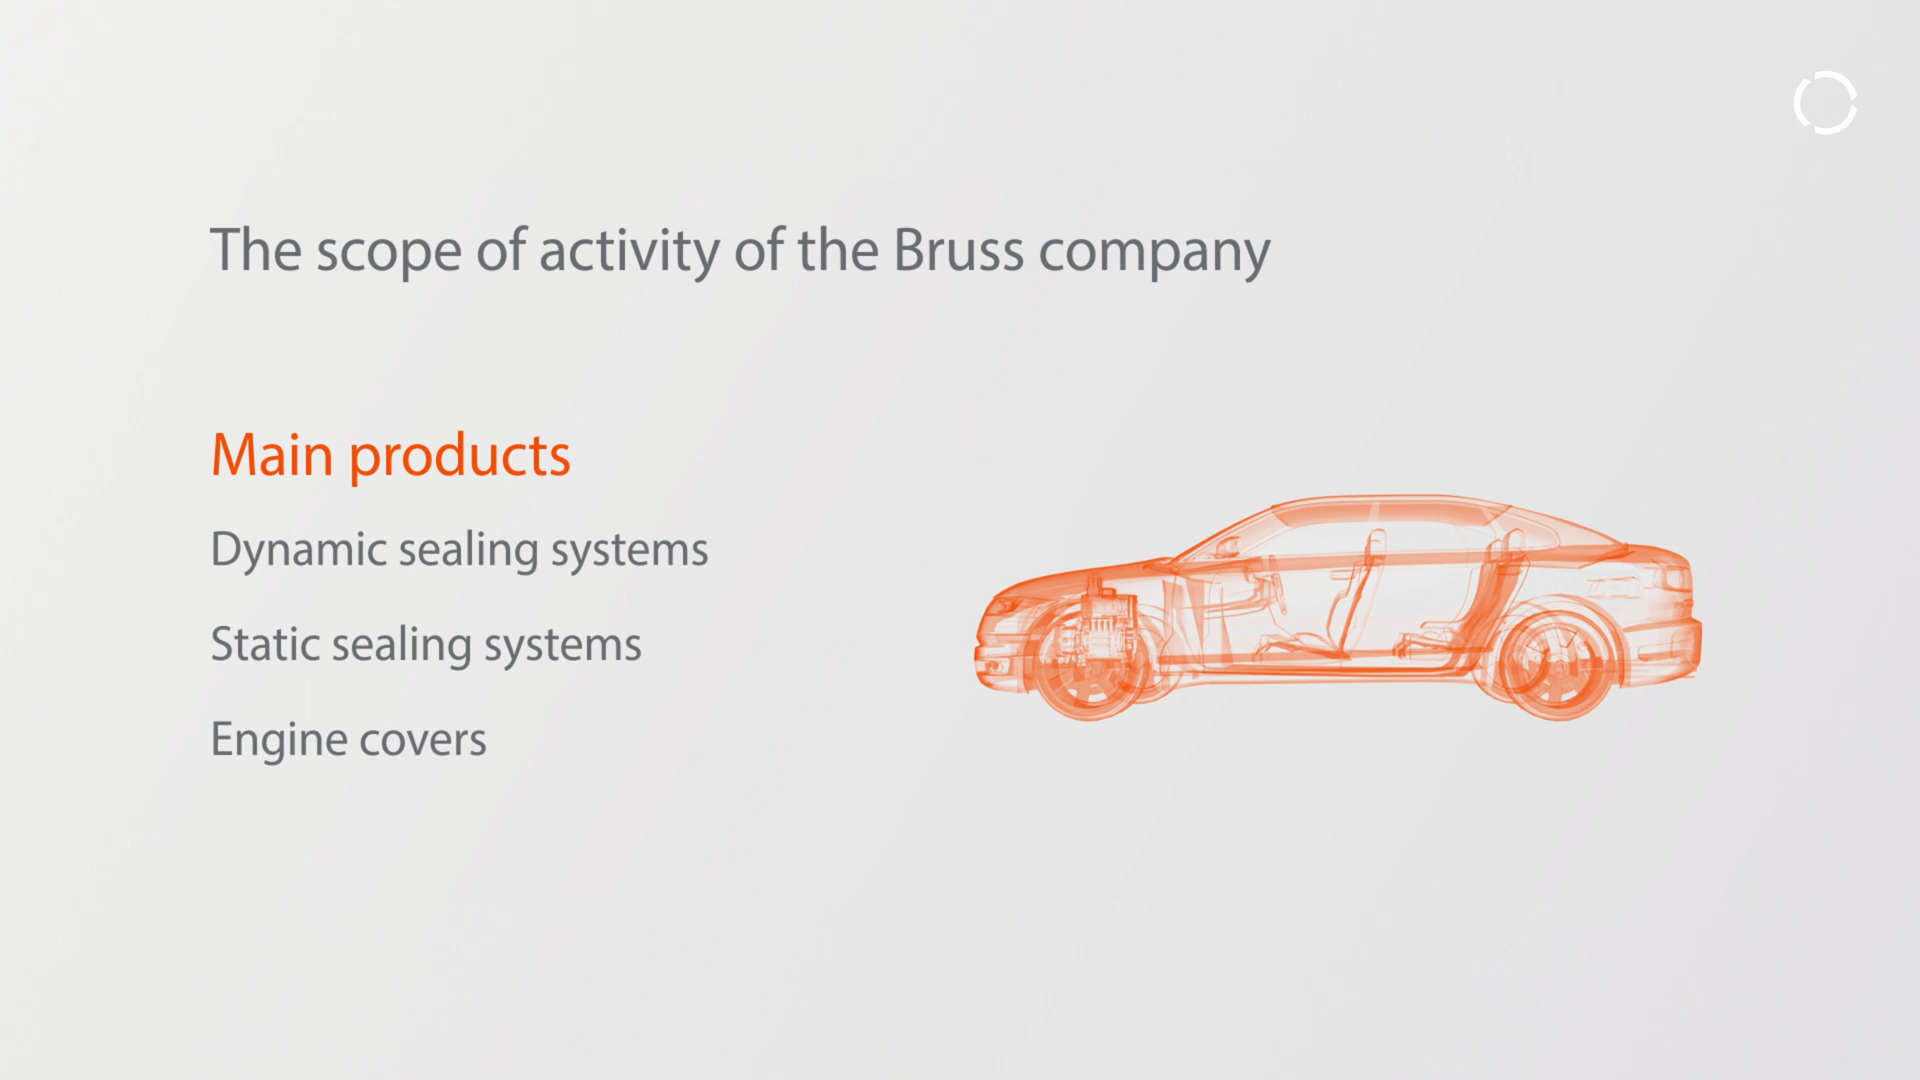 The scope of activity of the Bruss company
Main products
Dynamic sealing systems
Static sealing systems
Engine covers